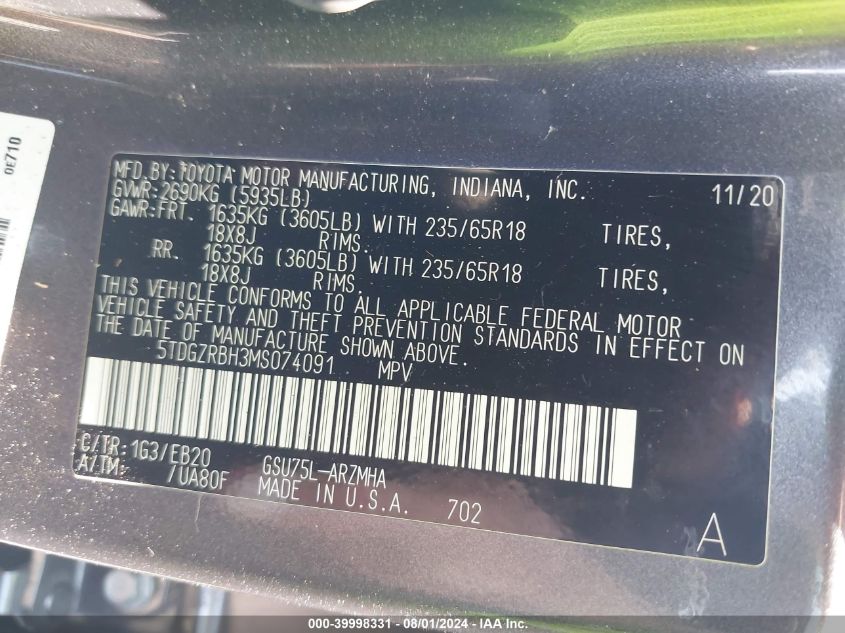 0E710
MFD.BY:TOYOTA MOTOR MANUFACTURING, INDIANA, INC. 11/20
GVWR:2690KG (5935LB)
GAWR:FRT. 1635KG (3605LB) WITH 235/65R18 TIRES,
18X8J RIMS.
RR. 1635KG (3605LB) WITH 235/65R18 TIRES,
18X8J RIMS.
THIS VEHICLE CONFORMS TO ALL APPLICABLE FEDERAL MOTOR
VEHICLE SAFETY AND THEFT PREVENTION STANDARDS IN EFFECT ON
THE DATE OF MANUFACTURE SHOWN ABOVE.
5TDGZRBH3MS074091 MPV
C/TR:1G3/EB20 GSU75L-ARZMHA
A/TM: /UA80F MADE IN U.S.A. 702
A
000-39998331 - 08/01/2024 - IAA Inc.